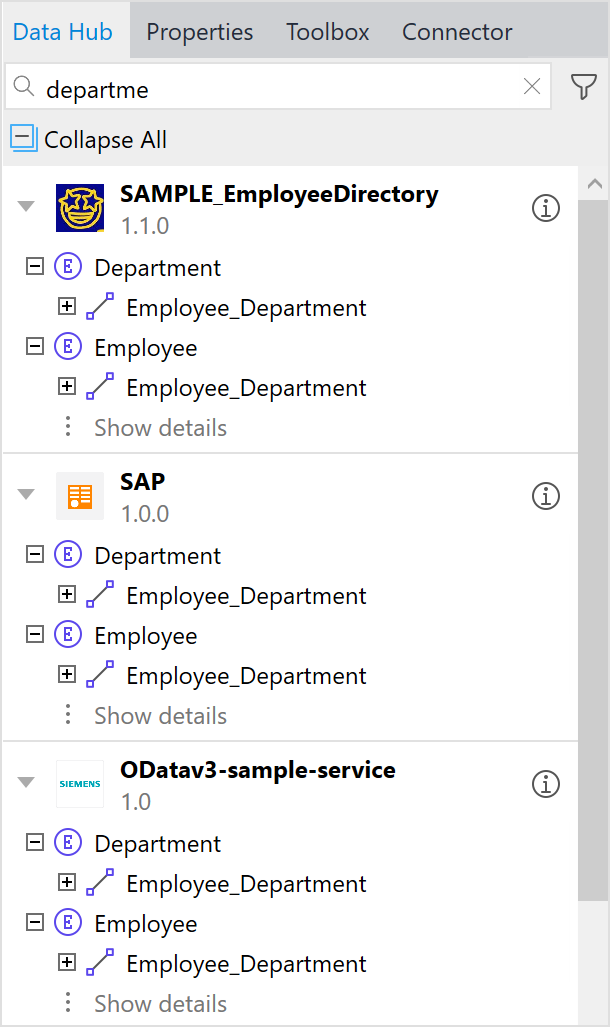 Data Hub Properties Toolbox Connector
departme
Collapse All
SAMPLE_EmployeeDirectory
1.1.0
E Department
Employee_Department
E Employee
Employee_Department
Show details
SAP
1.0.0
E Department
Employee_Department
E Employee
Employee_Department
Show details
SIEMENS
ODatav3-sample-service
1.0
E Department
Employee_Department
E Employee
Employee_Department
Show details